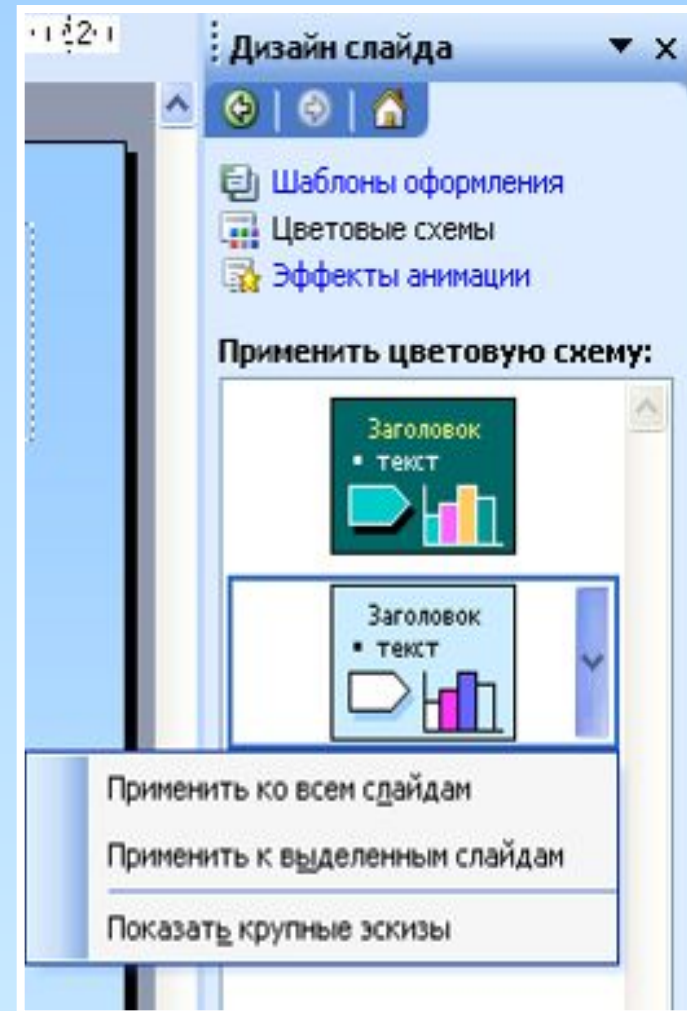 2
Дизайн слайда
Шаблоны оформления
Цветовые схемы
Эффекты анимации
Применить цветовую схему:
Заголовок
▪ текст
Заголовок
▪ текст
Применить ко всем слайдам
Применить к выделенным слайдам
Показать крупные эскизы